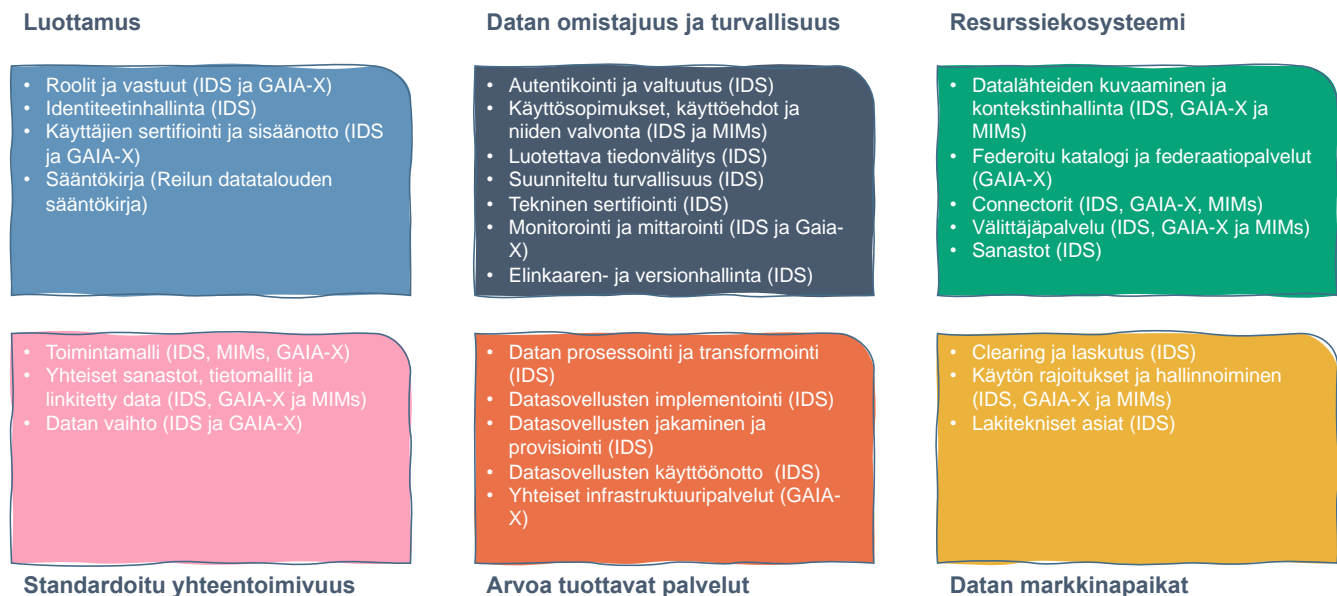 Luottamus
• Roolit ja vastuut (IDS ja GAIA-X)
• Identiteetinhallinta (IDS)
• Käyttäjien sertifiointi ja sisäänotto (IDS
ja GAIA-X)
• Sääntökirja (Reilun datatalouden
sääntökirja)
Datan omistajuus ja turvallisuus
• Autentikointi ja valtuutus (IDS)
• Käyttösopimukset, käyttöehdot ja
niiden valvonta (IDS ja MIMs)
• Luotettava tiedonvälitys (IDS)
• Suunniteltu turvallisuus (IDS)
• Tekninen sertifiointi (IDS)
• Monitorointi ja mittarointi (IDS ja Gaia-
X)
• Elinkaaren- ja versionhallinta (IDS)
Resurssiekosysteemi
• Datalähteiden kuvaaminen ja
kontekstinhallinta (IDS, GAIA-X ja
MIMs)
• Federoitu katalogi ja federaatiopalvelut
(GAIA-X)
• Connectorit (IDS, GAIA-X, MIMs)
• Välittäjäpalvelu (IDS, GAIA-X ja MIMs)
• Sanastot (IDS)
• Toimintamalli (IDS, MIMs, GAIA-X)
• Yhteiset sanastot, tietomallit ja
linkitetty data (IDS, GAIA-X ja MIMs)
• Datan vaihto (IDS ja GAIA-X)
Standardoitu yhteentoimivuus
• Datan prosessointi ja transformointi
(IDS)
• Datasovellusten implementointi (IDS)
• Datasovellusten jakaminen ja
provisiointi (IDS)
• Datasovellusten käyttöönotto (IDS)
• Yhteiset infrastruktuuripalvelut (GAIA-
X)
Arvoa tuottavat palvelut
• Clearing ja laskutus (IDS)
• Käytön rajoitukset ja hallinnoiminen
(IDS, GAIA-X ja MIMs)
• Lakitekniset asiat (IDS)
Datan markkinapaikat